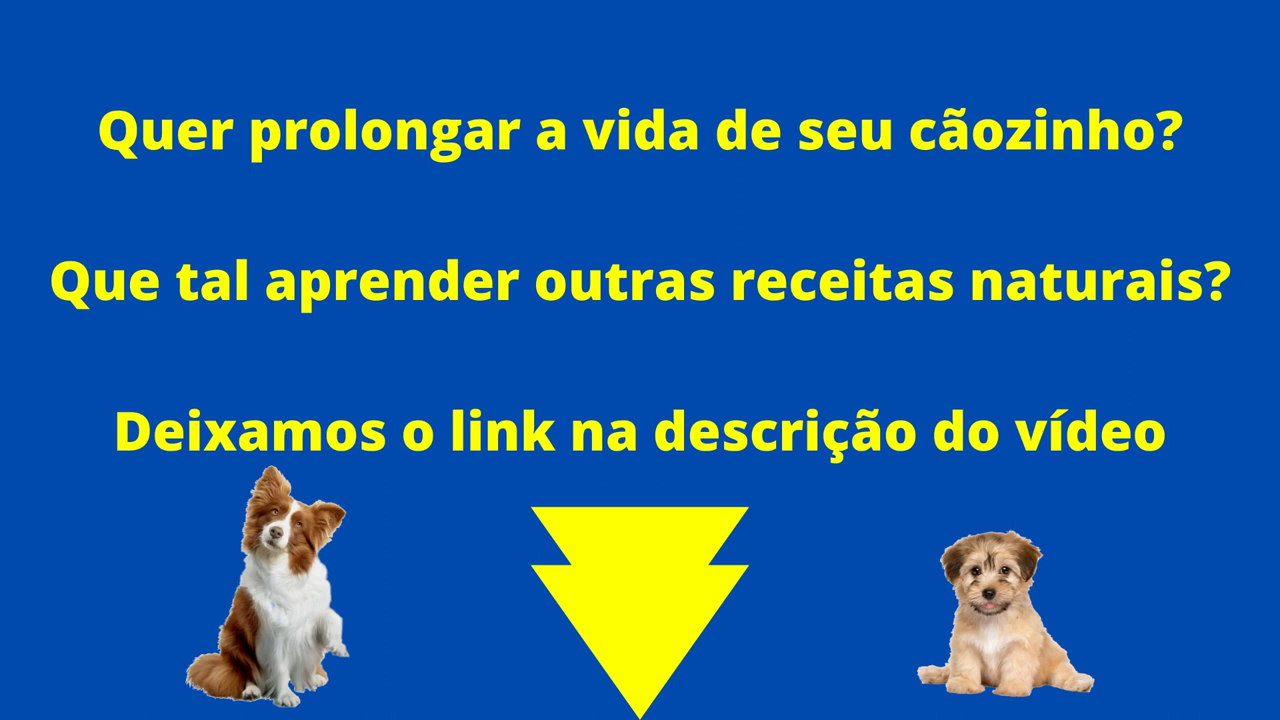 Quer prolongar a vida de seu cãozinho?
Que tal aprender outras receitas naturais?
Deixamos o link na descrição do vídeo